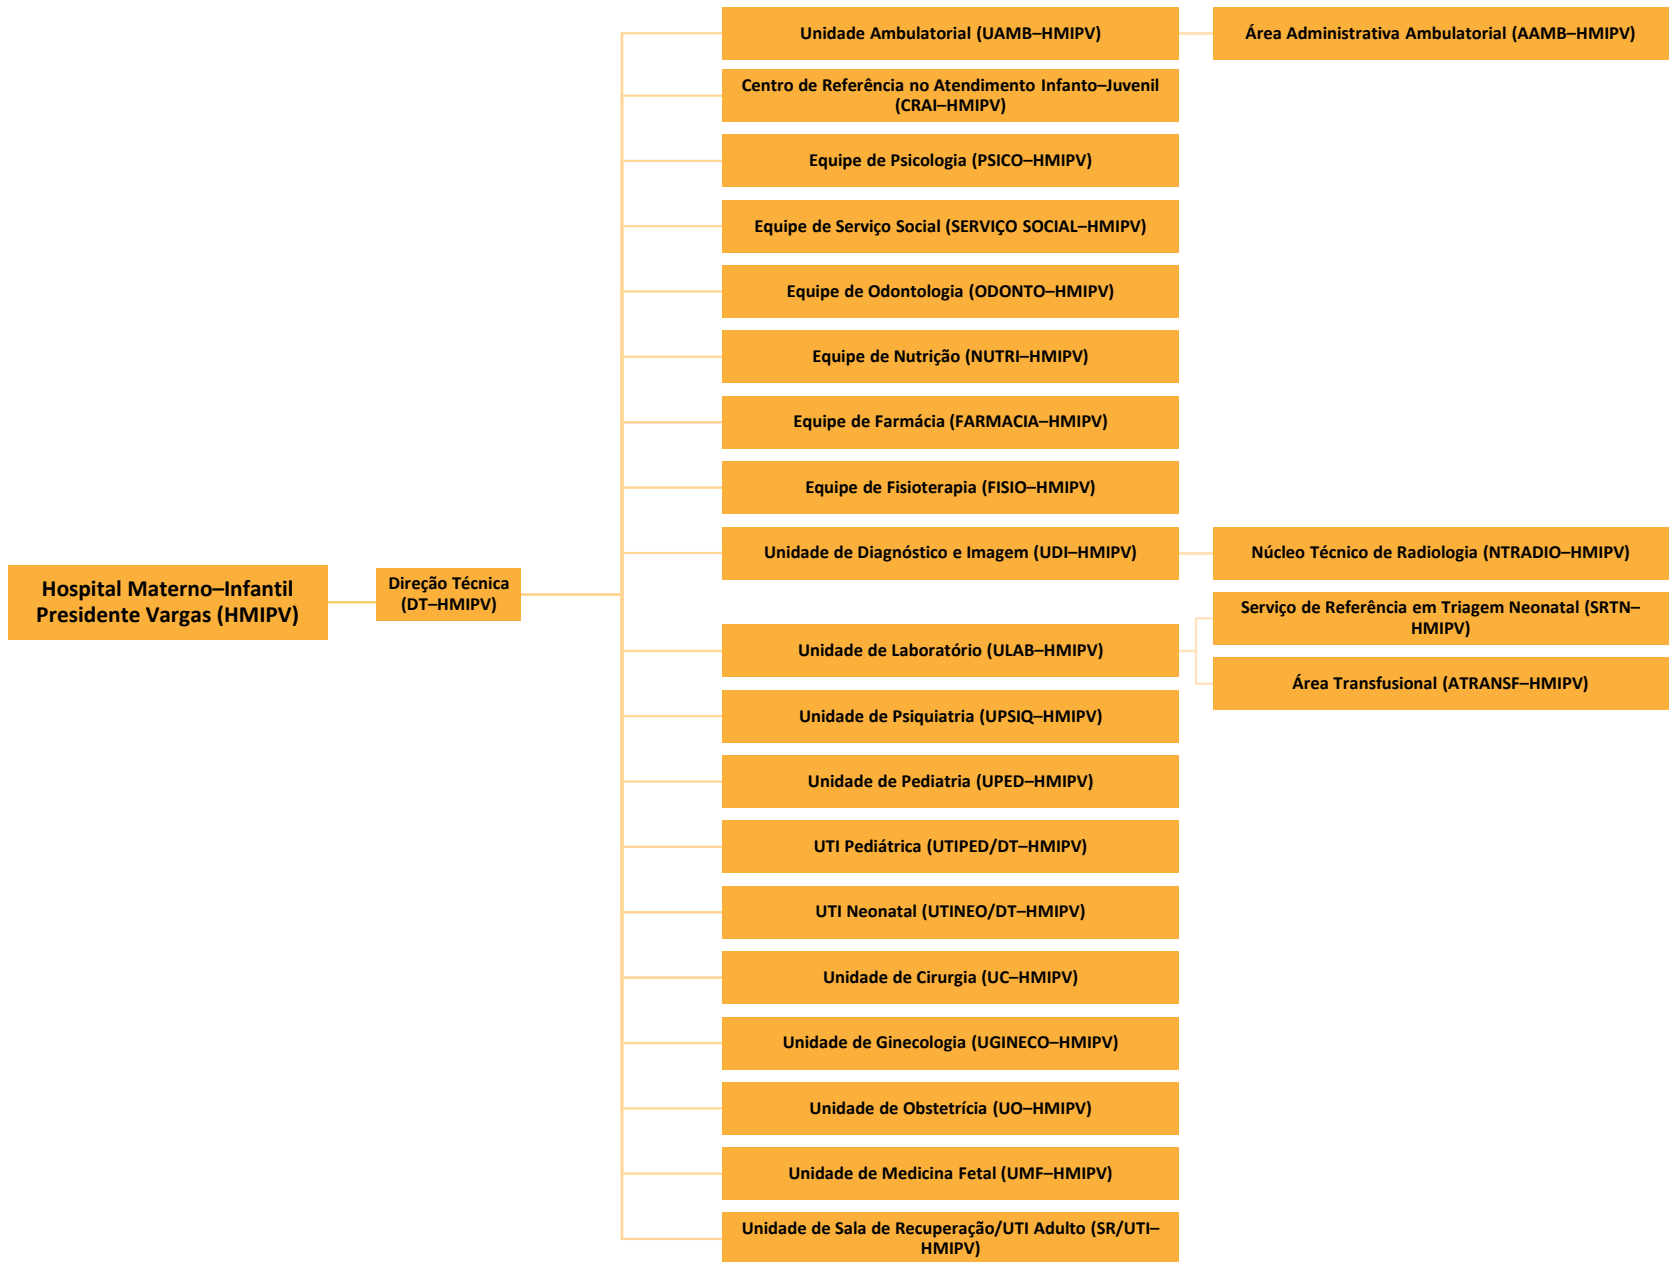 Hospital Materno–Infantil
Presidente Vargas (HMIPV)
Direção Técnica
(DT–HMIPV)
Unidade Ambulatorial (UAMB–HMIPV)
Área Administrativa Ambulatorial (AAMB–HMIPV)
Centro de Referência no Atendimento Infanto–Juvenil
(CRAI–HMIPV)
Equipe de Psicologia (PSICO–HMIPV)
Equipe de Serviço Social (SERVIÇO SOCIAL–HMIPV)
Equipe de Odontologia (ODONTO–HMIPV)
Equipe de Nutrição (NUTRI–HMIPV)
Equipe de Farmácia (FARMACIA–HMIPV)
Equipe de Fisioterapia (FISIO–HMIPV)
Unidade de Diagnóstico e Imagem (UDI–HMIPV)
Núcleo Técnico de Radiologia (NTRADIO–HMIPV)
Unidade de Laboratório (ULAB–HMIPV)
Serviço de Referência em Triagem Neonatal (SRTN–
HMIPV)
Área Transfusional (ATRANSF–HMIPV)
Unidade de Psiquiatria (UPSIQ–HMIPV)
Unidade de Pediatria (UPED–HMIPV)
UTI Pediátrica (UTIPED/DT–HMIPV)
UTI Neonatal (UTINEO/DT–HMIPV)
Unidade de Cirurgia (UC–HMIPV)
Unidade de Ginecologia (UGINECO–HMIPV)
Unidade de Obstetrícia (UO–HMIPV)
Unidade de Medicina Fetal (UMF–HMIPV)
Unidade de Sala de Recuperação/UTI Adulto (SR/UTI–
HMIPV)